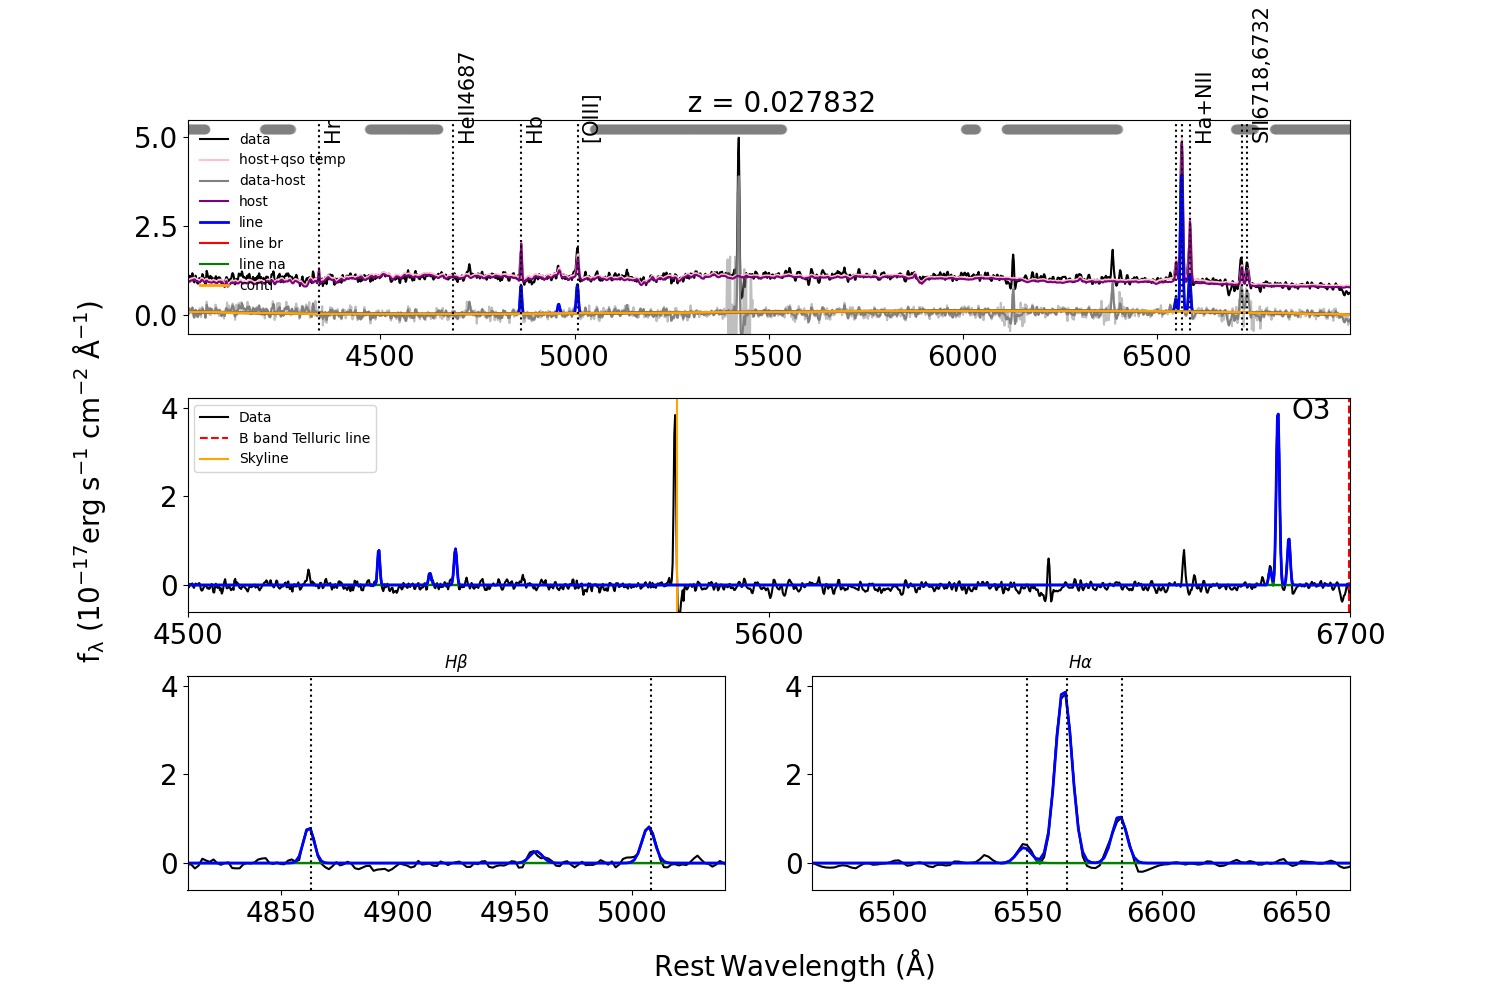 z = 0.027832
Hr
HeII4687
Hb
[OIII]
Ha+NII
SII6718,6732
5.0
2.5
0.0
data
host+qso temp
data-host
host
line
line br
line na
conti
4500 5000 5500 6000 6500
f_λ (10⁻¹⁷erg s⁻¹ cm⁻² Å⁻¹)
4
2
0
Data
B band Telluric line
Skyline
O3
4500 5600 6700
Hβ
4
2
0
4850 4900 4950 5000
Hα
4
2
0
6500 6550 6600 6650
Rest Wavelength (Å)